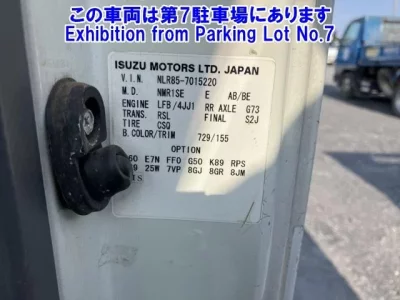 この車両は第7駐車場にあります
Exhibition from Parking Lot No.7
ISUZU MOTORS LTD. JAPAN
V.I.N. NLR85-7015220
M.D. NMR1SE E AB/BE
ENGINE LFB/4JJ1 RR AXLE G73
TRANS. RSL FINAL S2J
TIRE CSQ
B.COLOR/TRIM 729/155
OPTION
60 E7N FF0 G50 K89 RPS
9 25W 7VP 8GJ 8GR 8JM